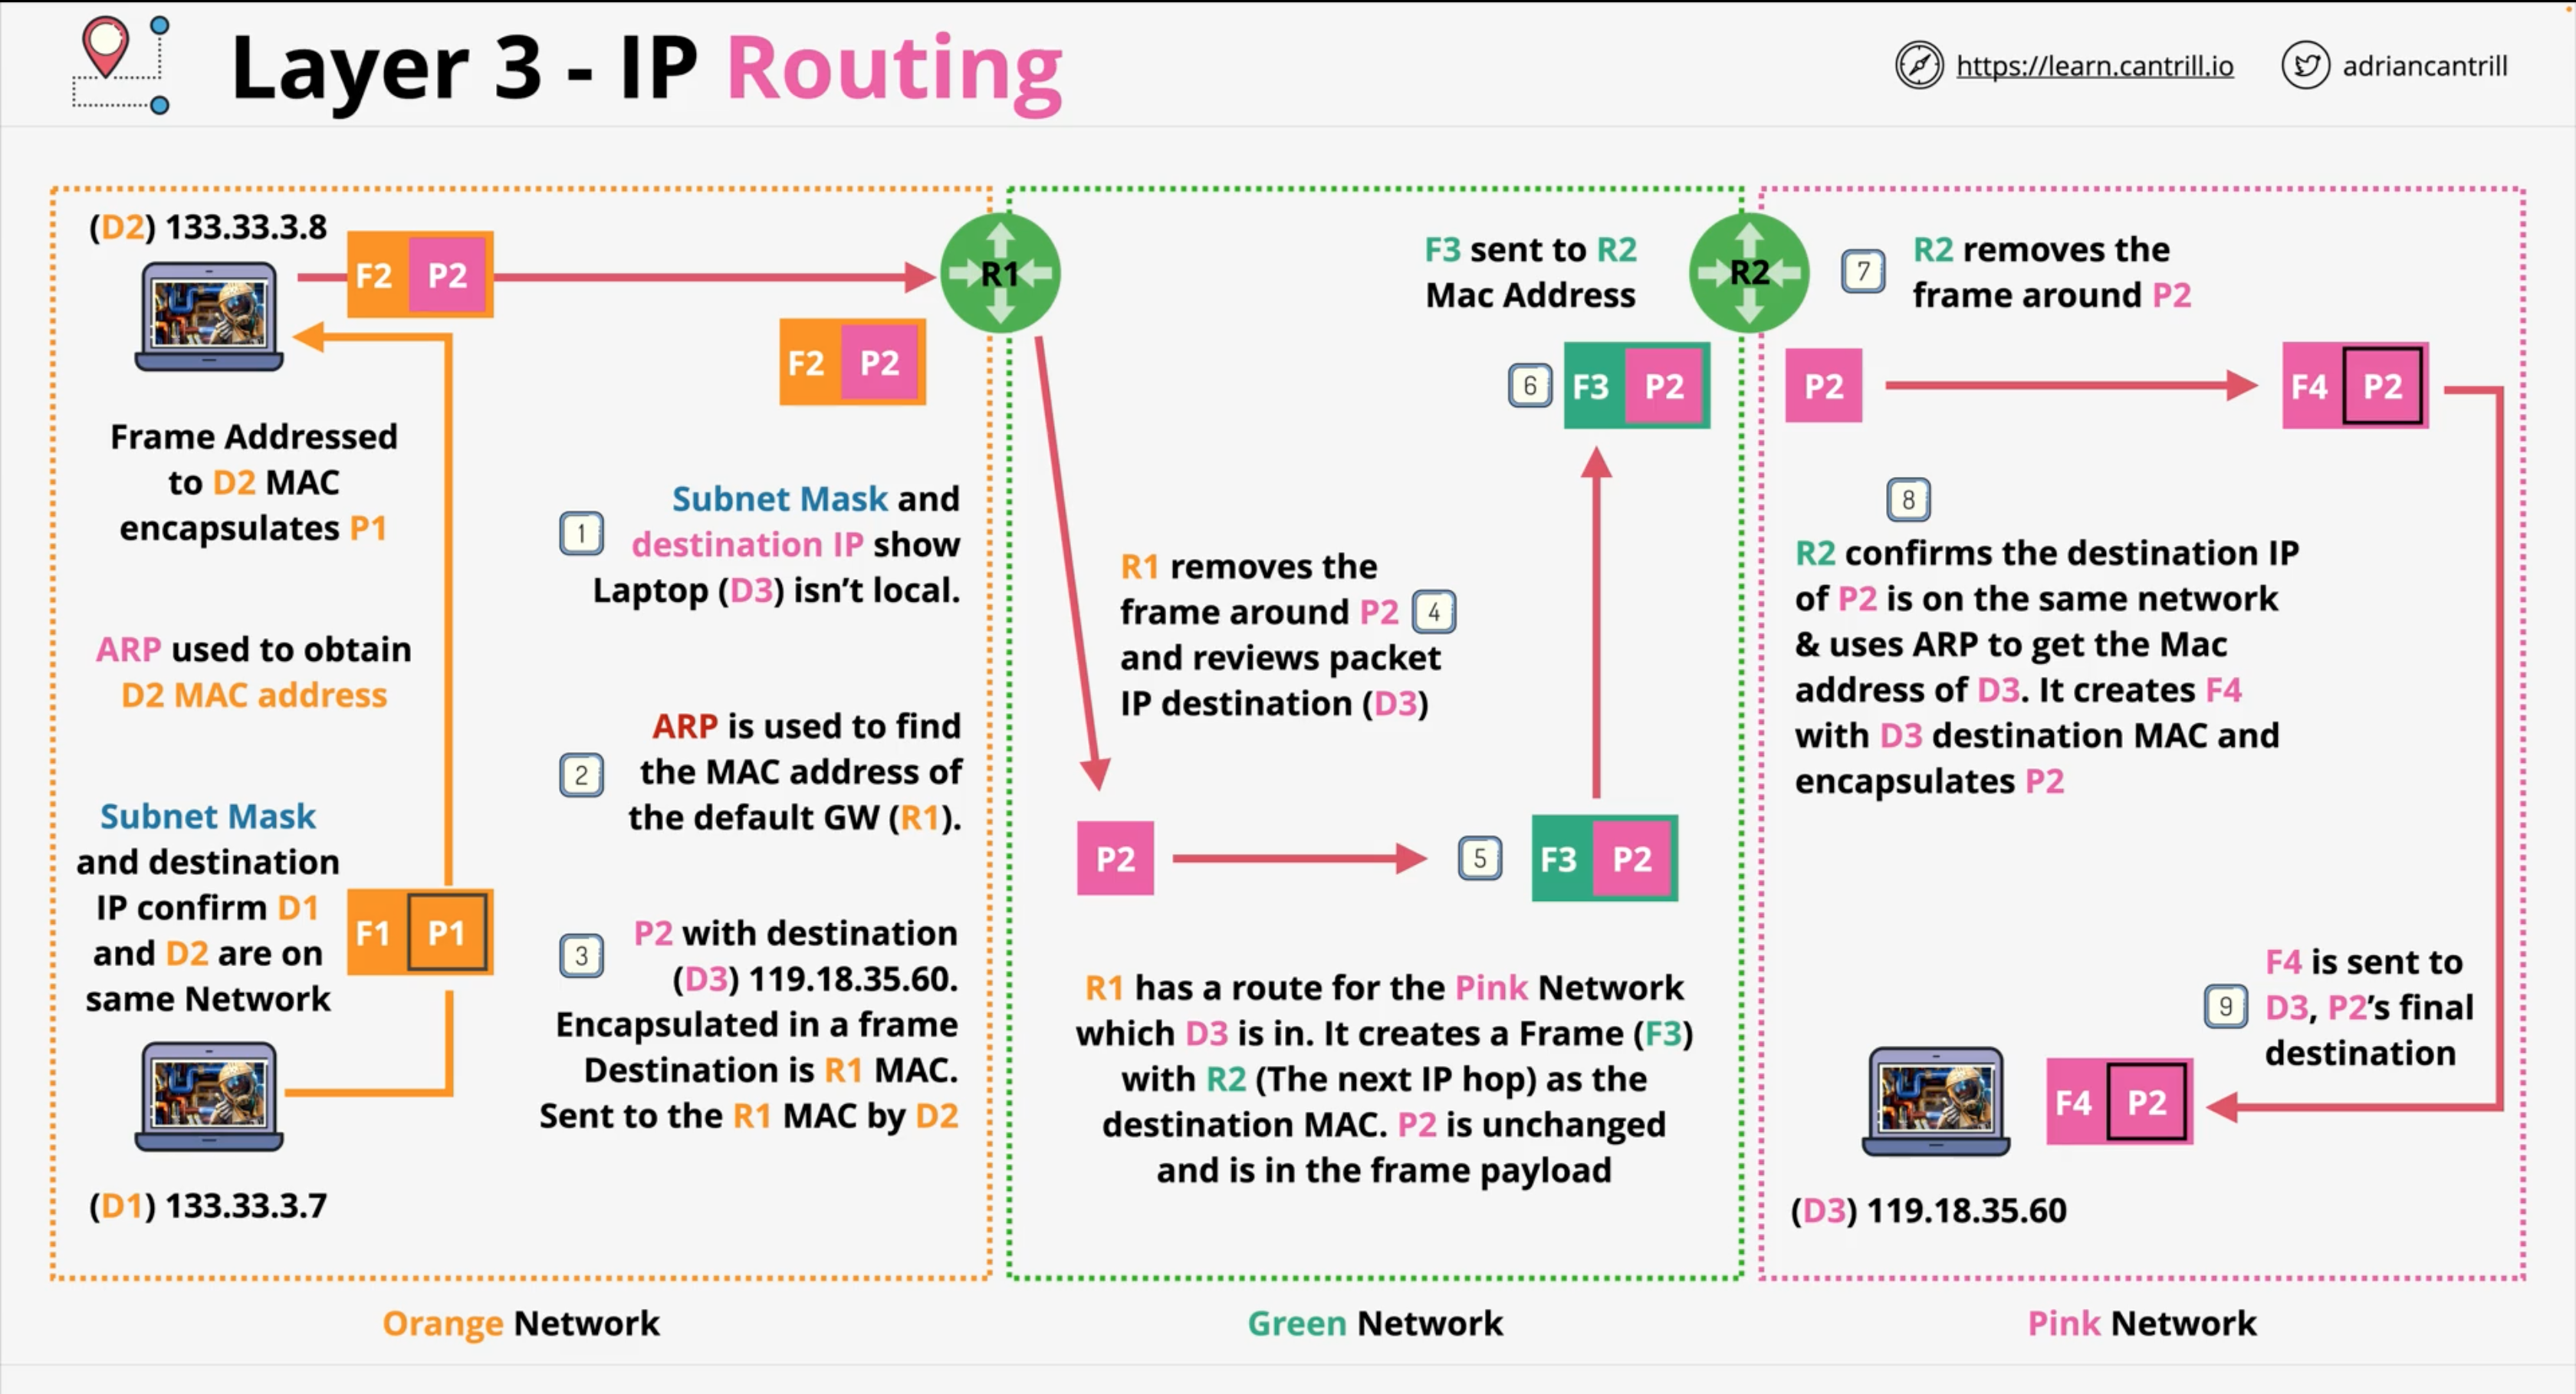 Layer 3 - IP Routing
https://learn.cantrill.io
adriancantrill
(D2) 133.33.3.8
F2 P2
R1
F2 P2
Frame Addressed
to D2 MAC
encapsulates P1
ARP used to obtain
D2 MAC address
Subnet Mask
and destination
IP confirm D1
and D2 are on
same Network
F1 P1
(D1) 133.33.3.7
1
Subnet Mask and
destination IP show
Laptop (D3) isn’t local.
2
ARP is used to find
the MAC address of
the default GW (R1).
3
P2 with destination
(D3) 119.18.35.60.
Encapsulated in a frame
Destination is R1 MAC.
Sent to the R1 MAC by D2
Orange Network
R1 removes the
frame around P2 4
and reviews packet
IP destination (D3)
P2
5
F3 P2
R1 has a route for the Pink Network
which D3 is in. It creates a Frame (F3)
with R2 (The next IP hop) as the
destination MAC. P2 is unchanged
and is in the frame payload
F3 sent to R2
Mac Address
6
F3 P2
Green Network
R2
7
R2 removes the
frame around P2
P2
F4 P2
8
R2 confirms the destination IP
of P2 is on the same network
& uses ARP to get the Mac
address of D3. It creates F4
with D3 destination MAC and
encapsulates P2
9
F4 is sent to
D3, P2’s final
destination
F4 P2
(D3) 119.18.35.60
Pink Network